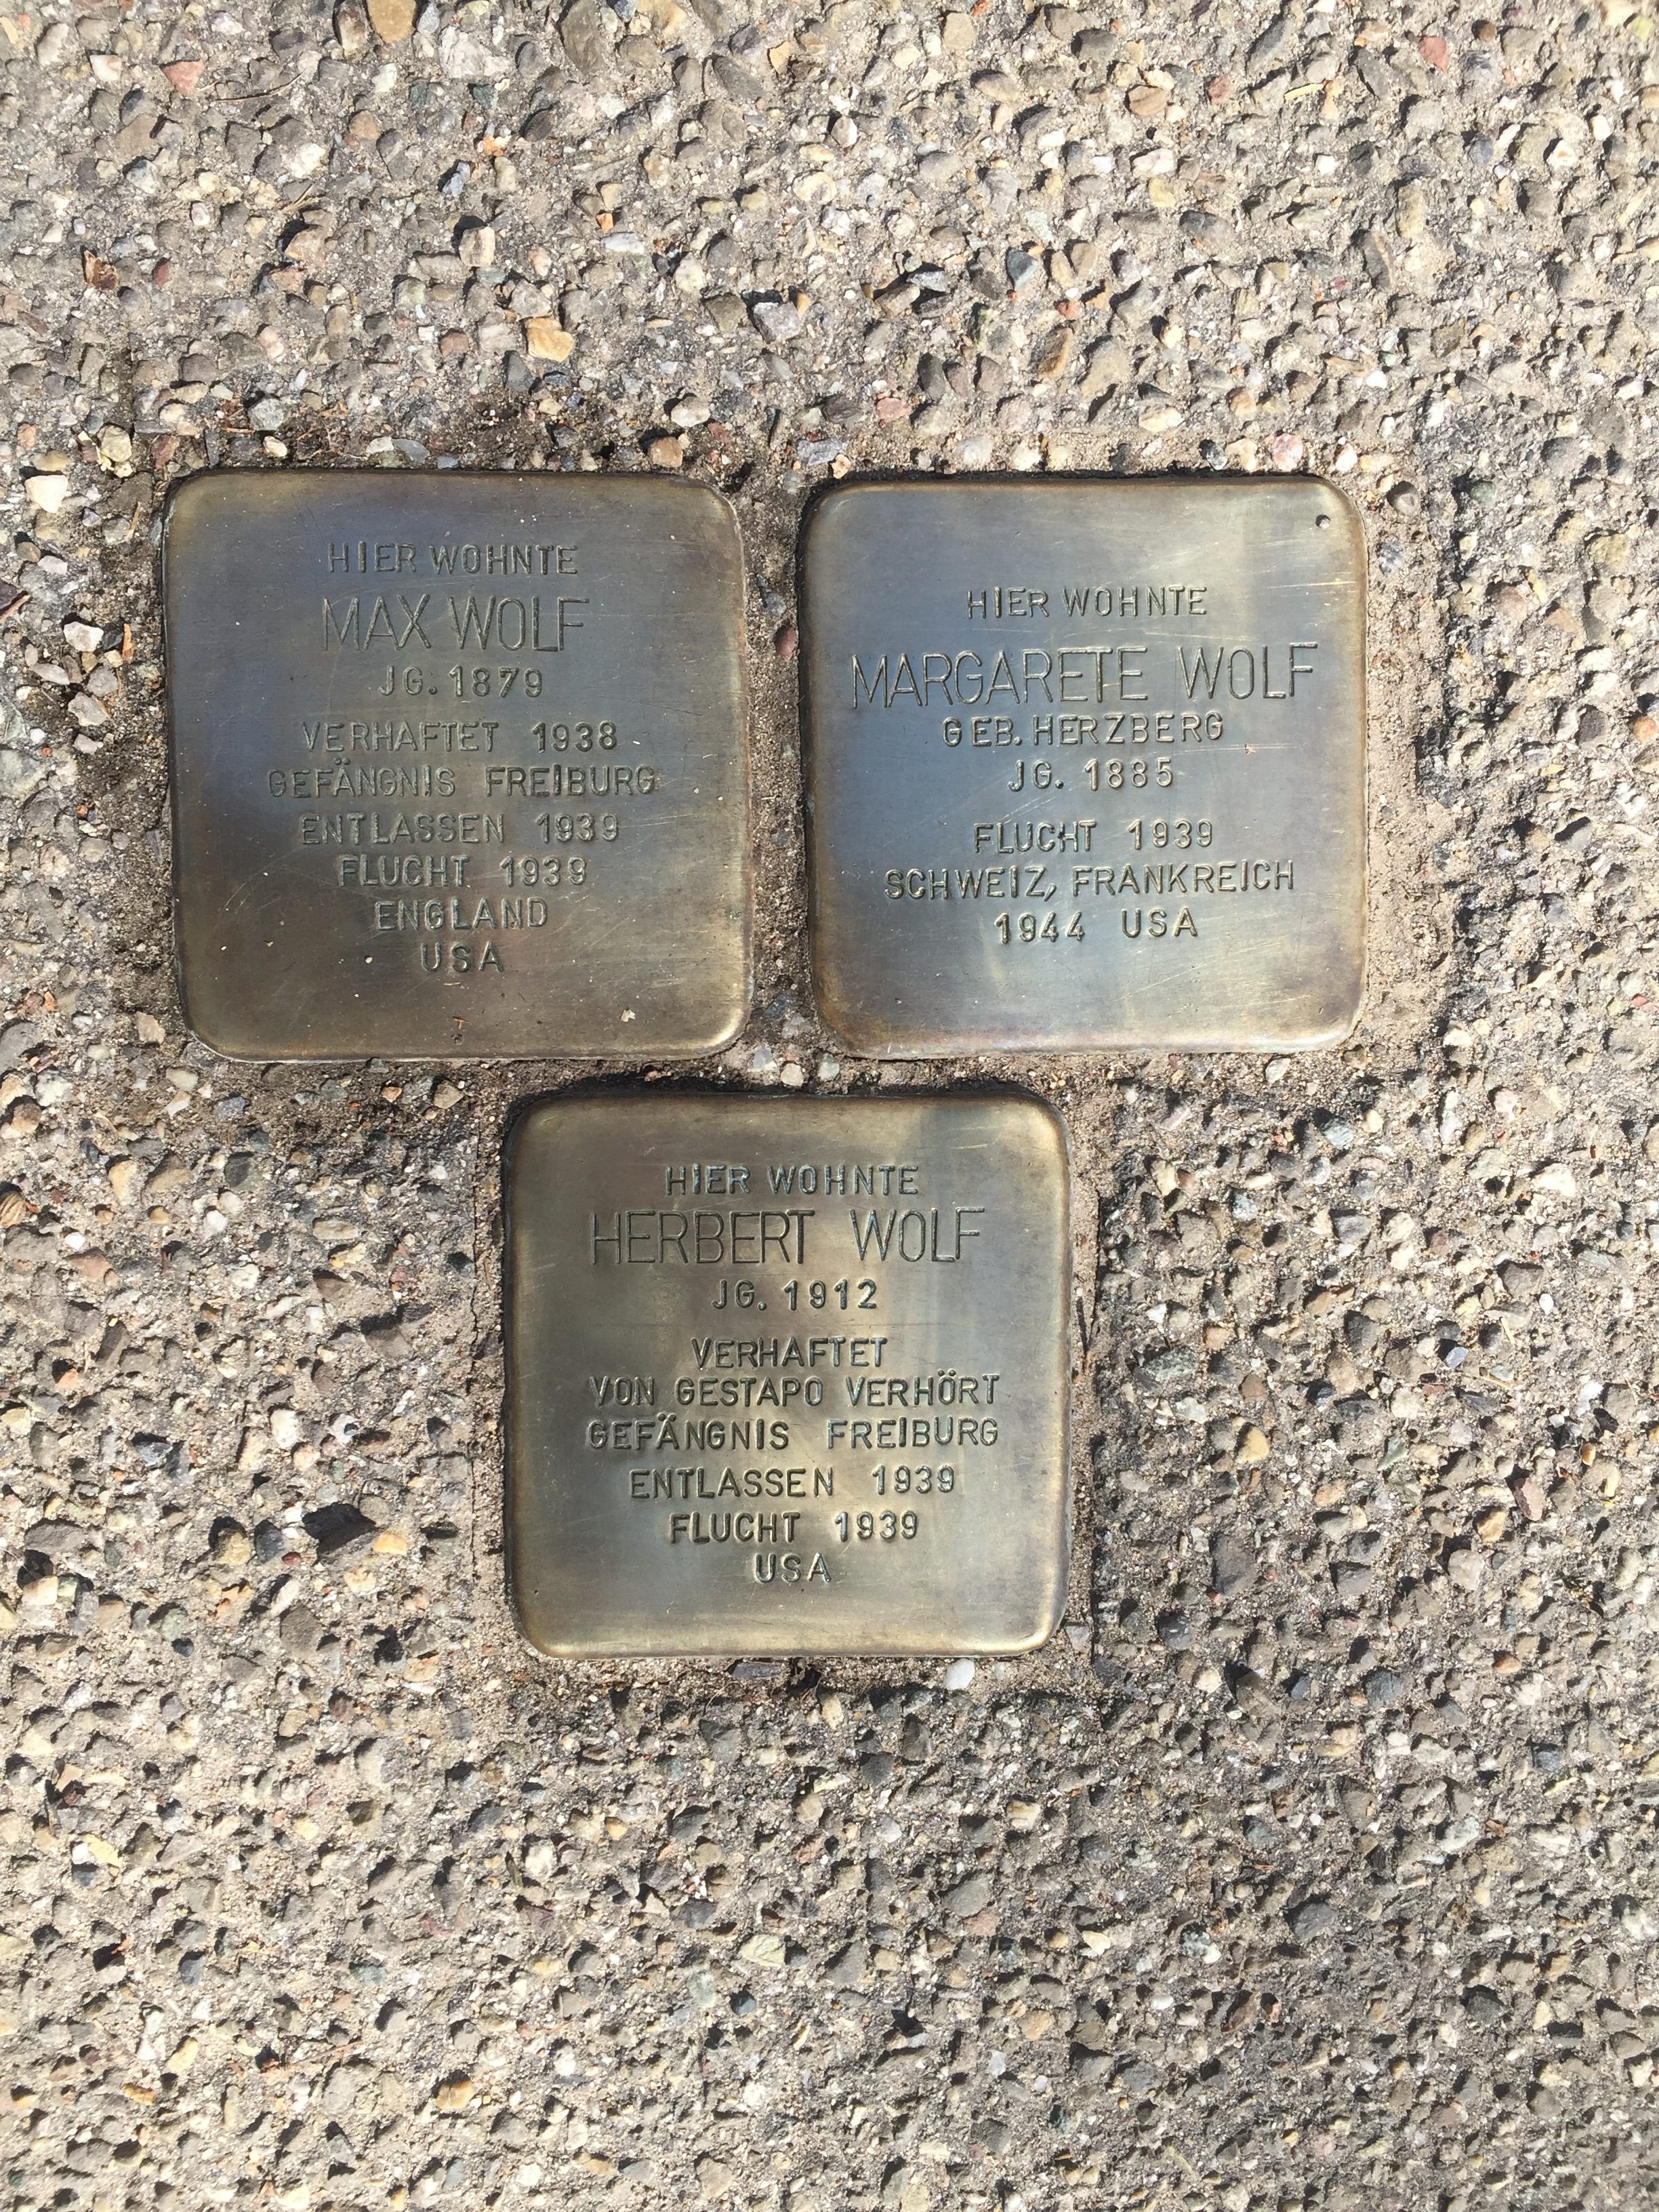 HIER WOHNTE
MAX WOLF
JG. 1879
VERHAFTET 1938
GEFÄNGNIS FREIBURG
ENTLASSEN 1939
FLUCHT 1939
ENGLAND
USA
HIER WOHNTE
MARGARETE WOLF
GEB. HERZBERG
JG. 1885
FLUCHT 1939
SCHWEIZ, FRANKREICH
1944 USA
HIER WOHNTE
HERBERT WOLF
JG. 1912
VERHAFTET
VON GESTAPO VERHÖRT
GEFÄNGNIS FREIBURG
ENTLASSEN 1939
FLUCHT 1939
USA